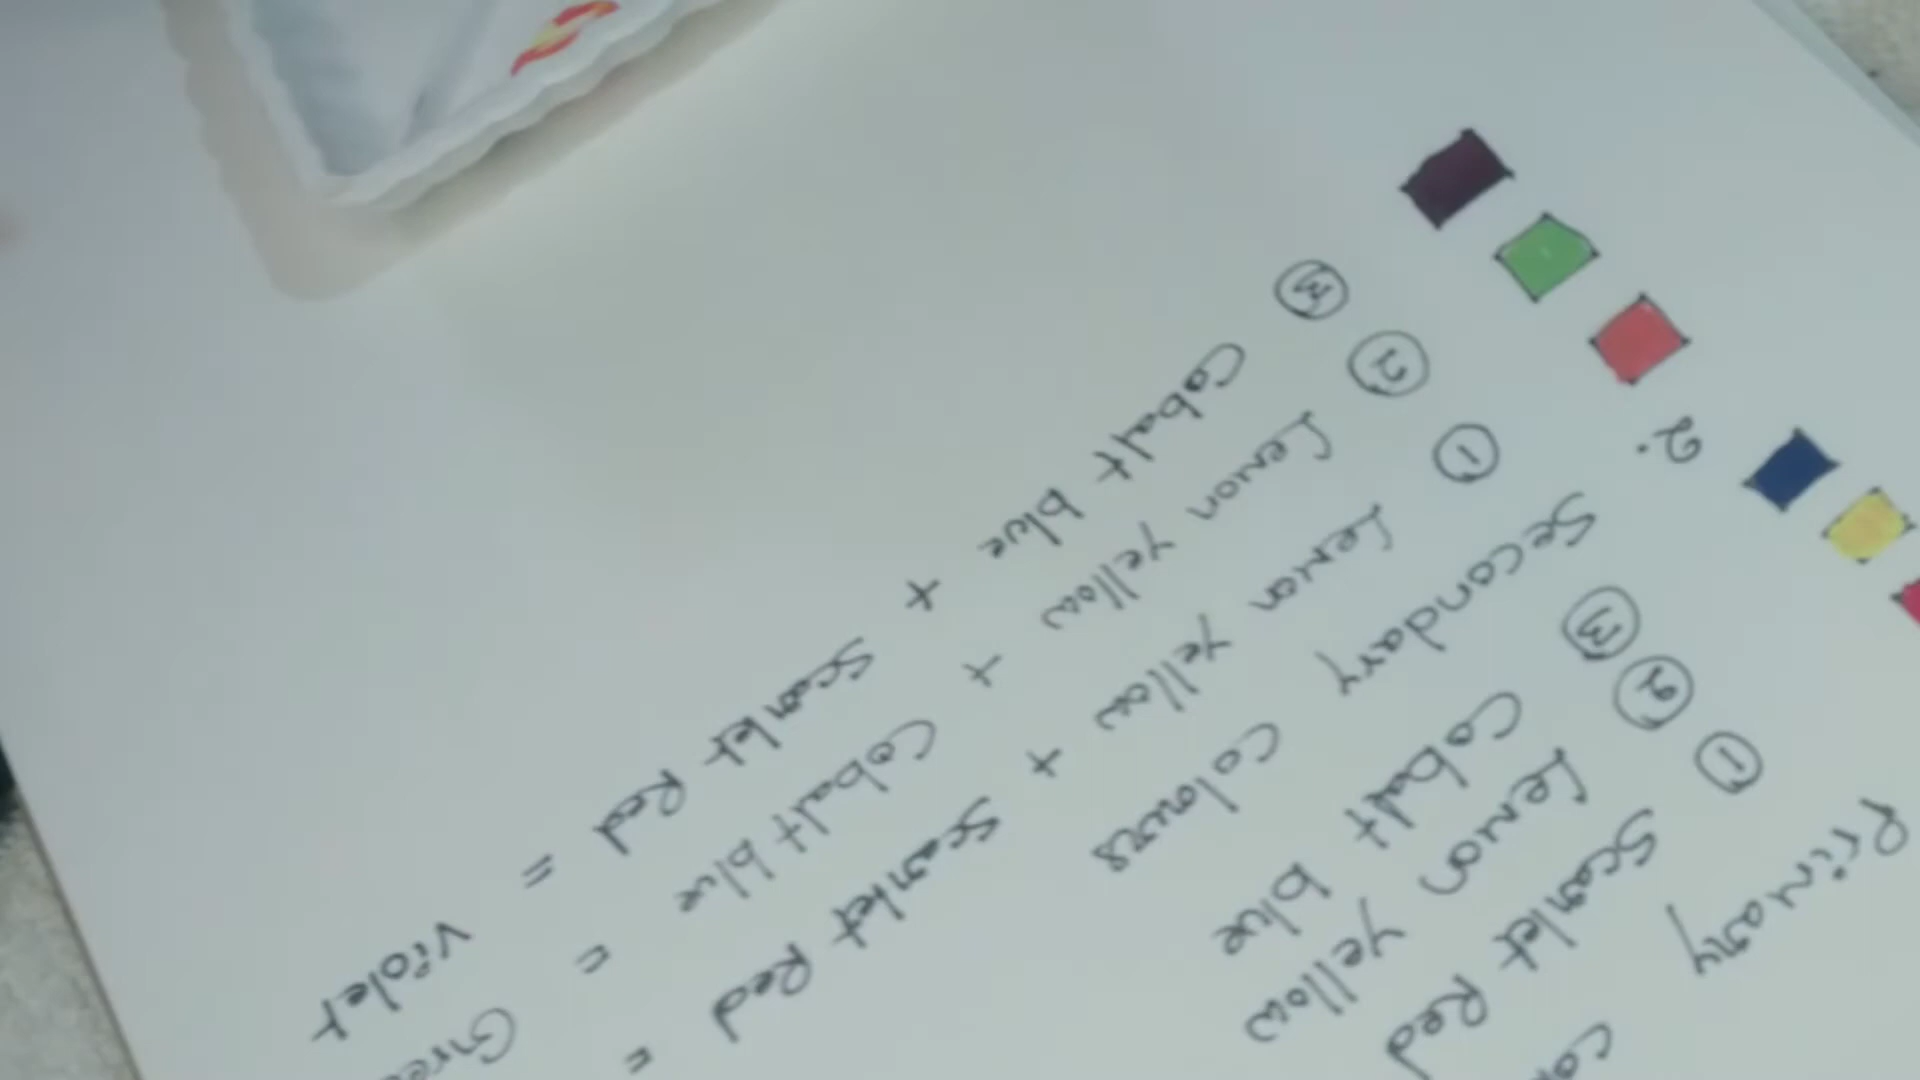 Primary
① Scarlet Red
② Lemon Yellow
③ Cobalt blue
2. Secondary Colours
① Lemon Yellow + Scarlet Red =
② Lemon Yellow + Cobalt blue =
③ Cobalt blue + Scarlet Red = Violet